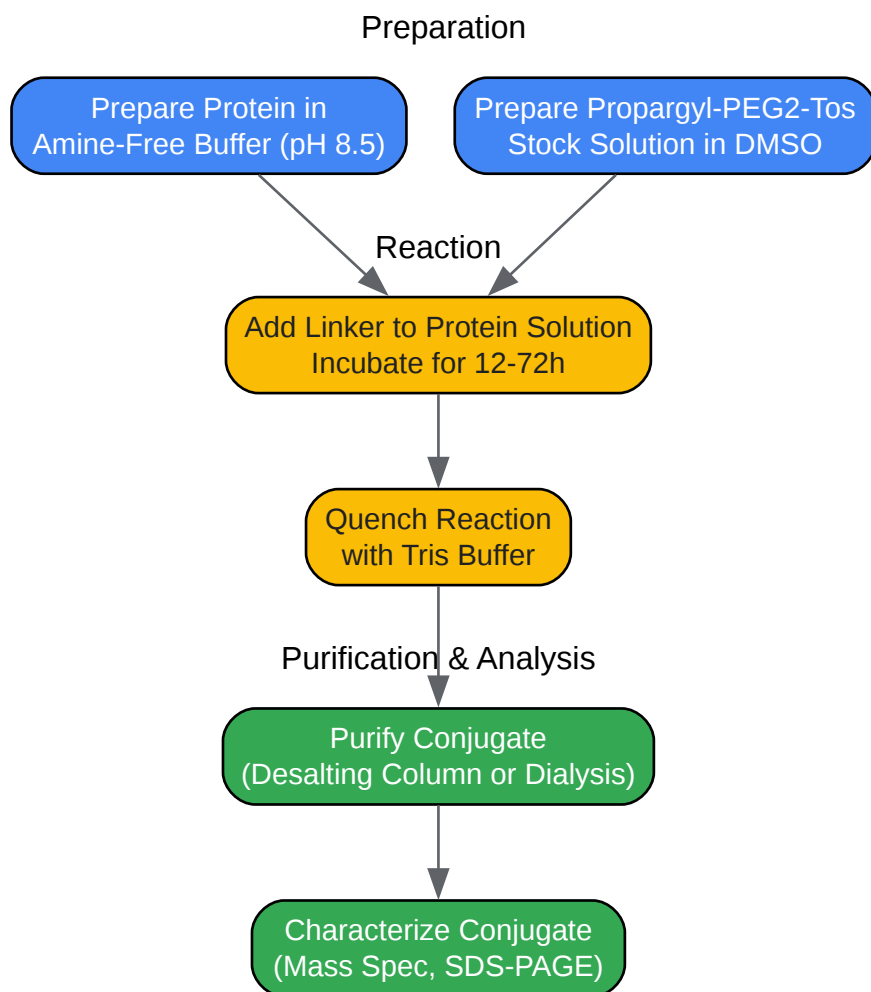 Preparation
Prepare Protein in
Amine-Free Buffer (pH 8.5)
Prepare Propargyl-PEG2-Tos
Stock Solution in DMSO
Reaction
Add Linker to Protein Solution
Incubate for 12-72h
Quench Reaction
with Tris Buffer
Purification & Analysis
Purify Conjugate
(Desalting Column or Dialysis)
Characterize Conjugate
(Mass Spec, SDS-PAGE)